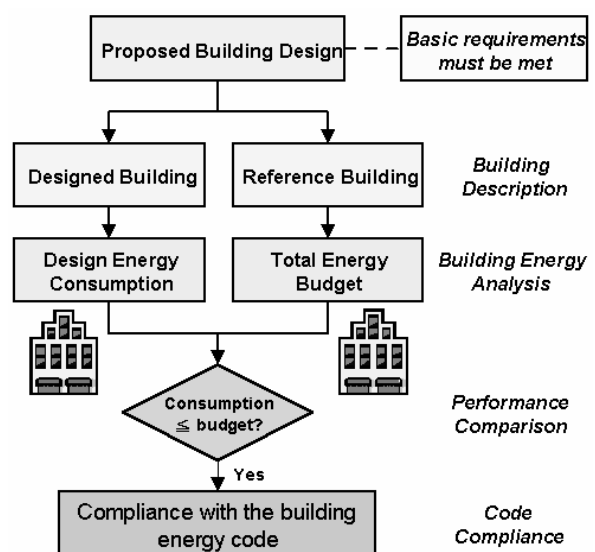 Proposed Building Design
Basic requirements
must be met
Designed Building
Reference Building
Building
Description
Design Energy
Consumption
Total Energy
Budget
Building Energy
Analysis
Consumption
≦ budget?
Performance
Comparison
Yes
Compliance with the building
energy code
Code
Compliance